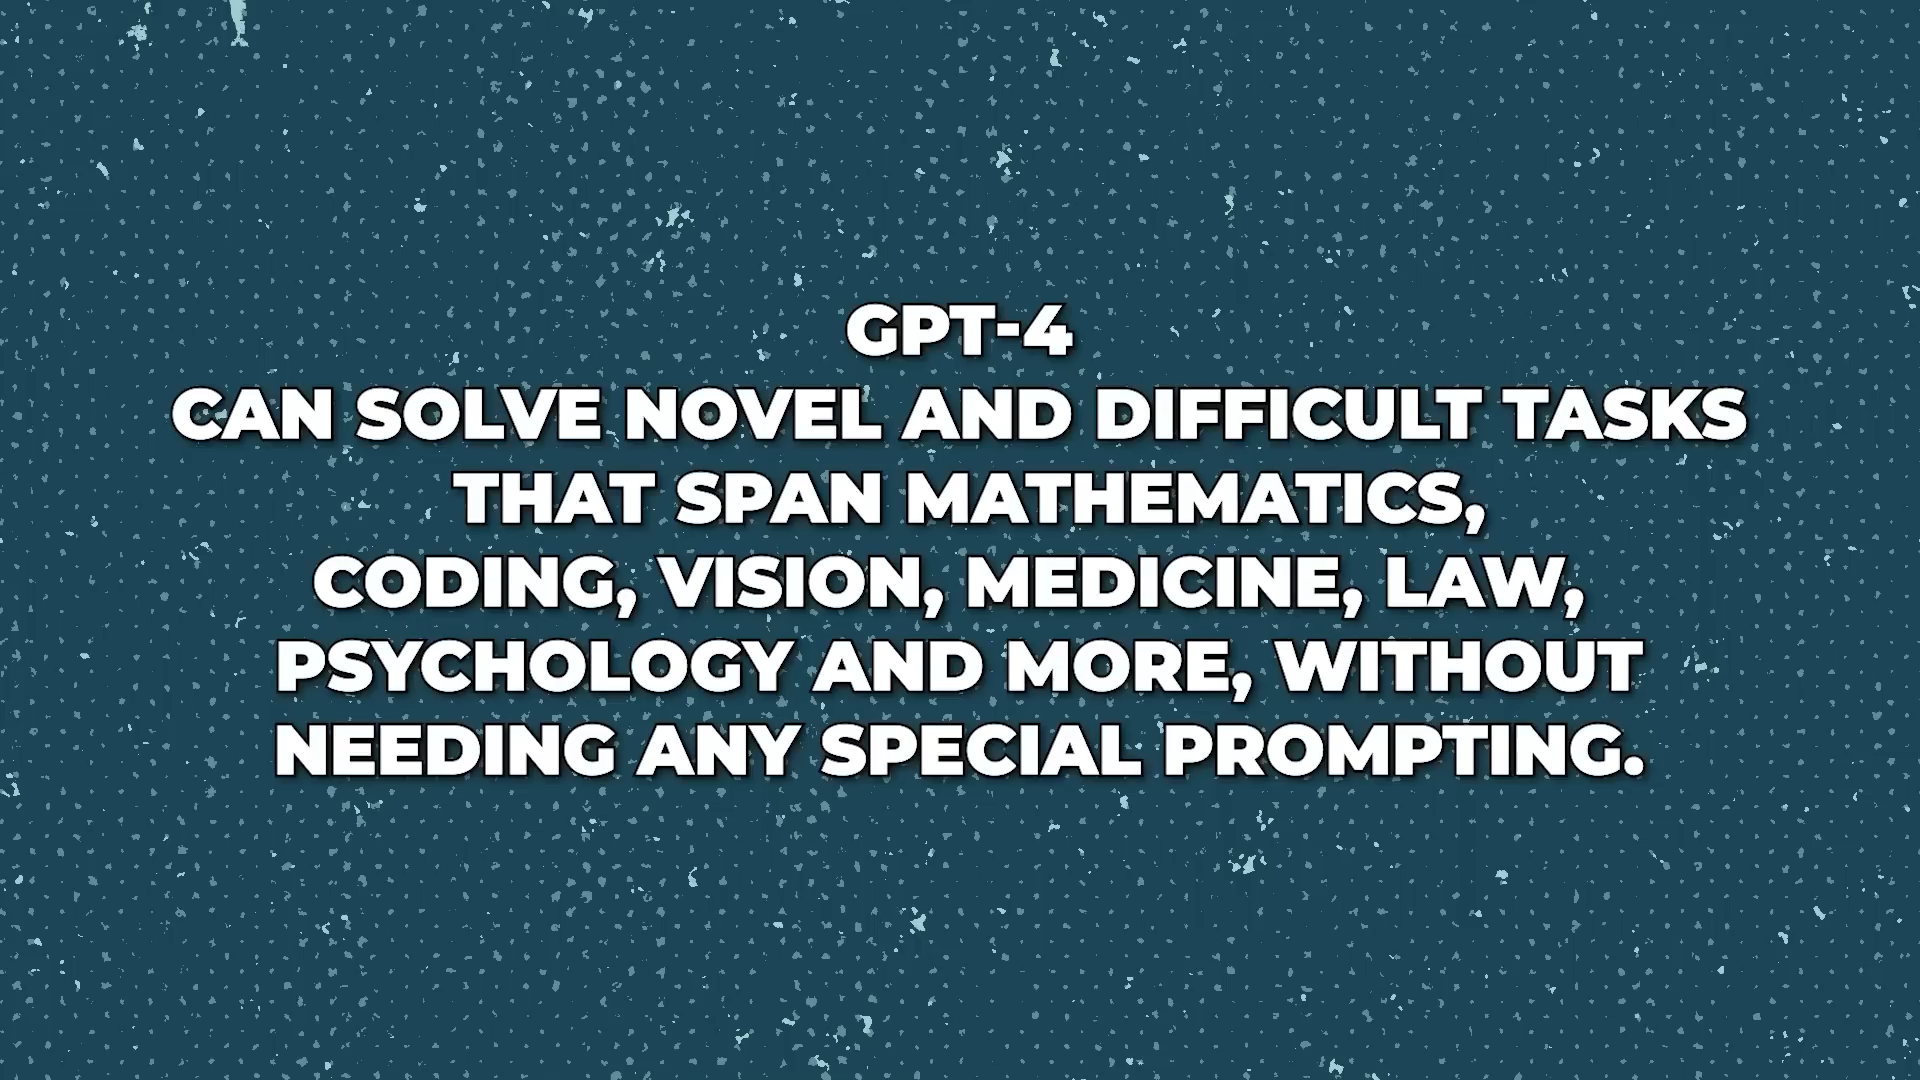 GPT-4
CAN SOLVE NOVEL AND DIFFICULT TASKS
THAT SPAN MATHEMATICS,
CODING, VISION, MEDICINE, LAW,
PSYCHOLOGY AND MORE, WITHOUT
NEEDING ANY SPECIAL PROMPTING.